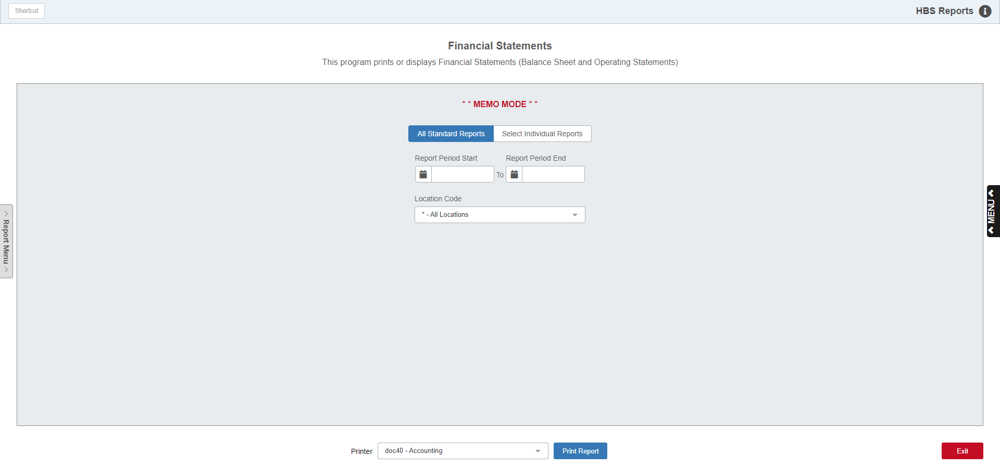 Shortcut
HBS Reports
Financial Statements
This program prints or displays Financial Statements (Balance Sheet and Operating Statements)
* * MEMO MODE * *
All Standard Reports Select Individual Reports
Report Period Start Report Period End
To
Location Code
* - All Locations
Report Menu
MENU
Printer doc40 - Accounting Print Report Exit